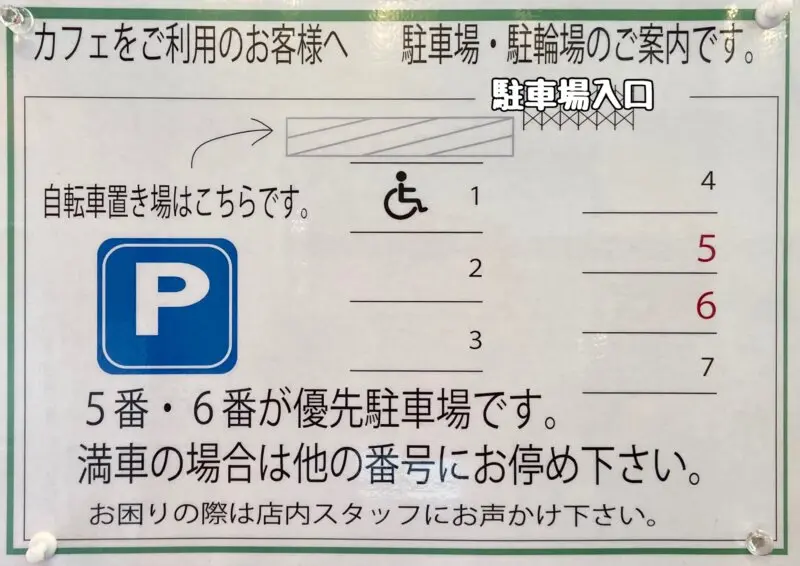 カフェをご利用のお客様へ　駐車場・駐輪場のご案内です。
駐車場入口
自転車置き場はこちらです。
1
2
3
4
5
6
7
P
５番・６番が優先駐車場です。
満車の場合は他の番号にお停め下さい。
お困りの際は店内スタッフにお声かけ下さい。